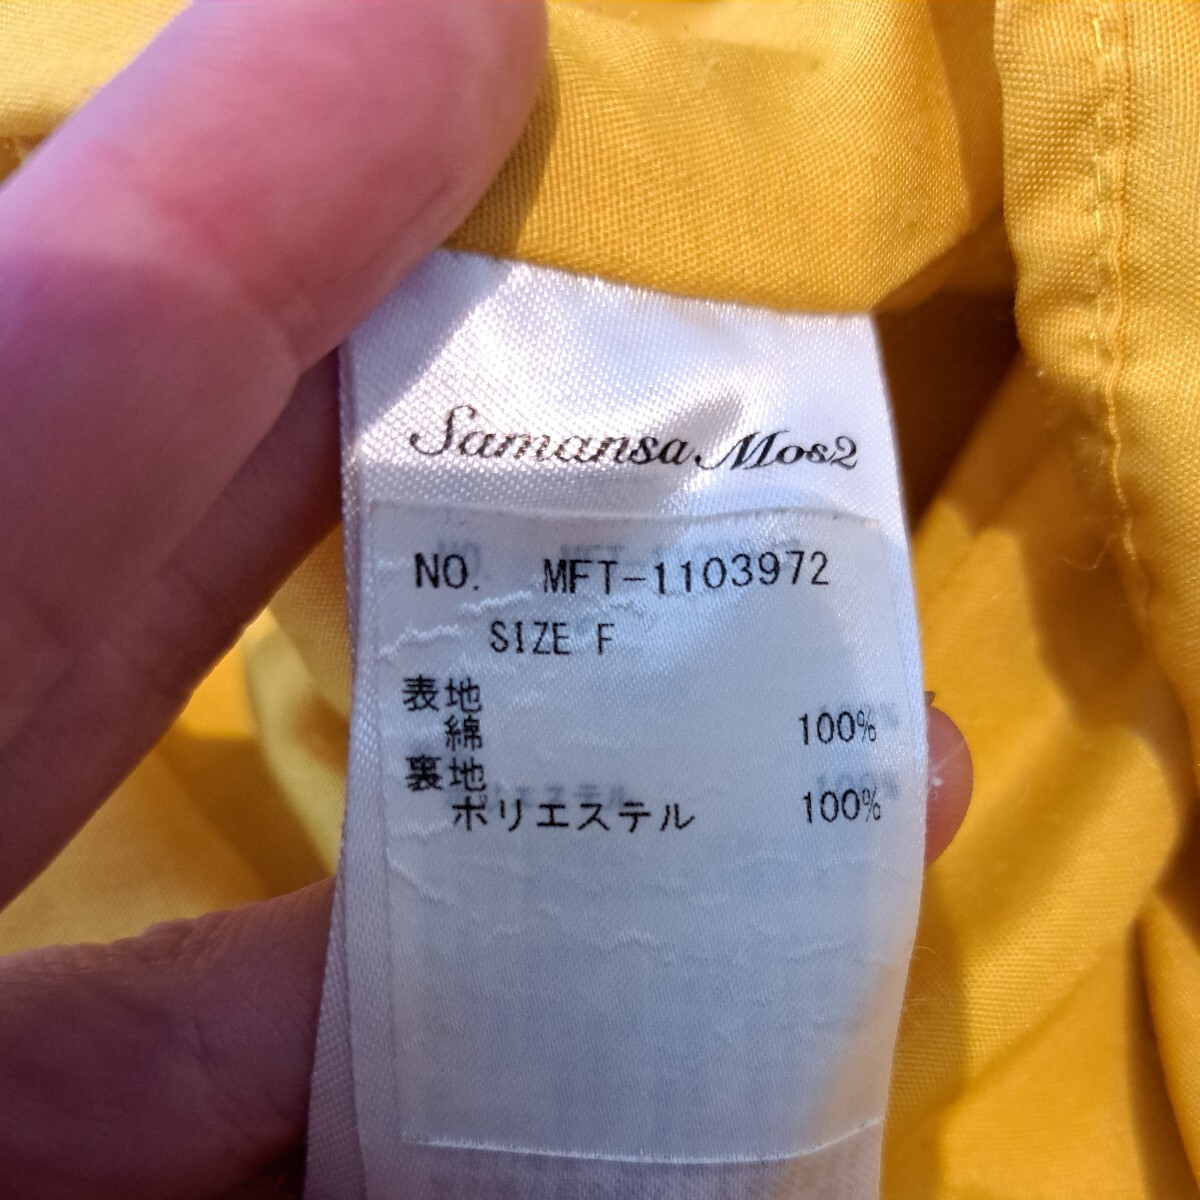 Samansa Mos2
NO. MFT-1103972
SIZE F
表地
綿 100%
裏地
ポリエステル 100%